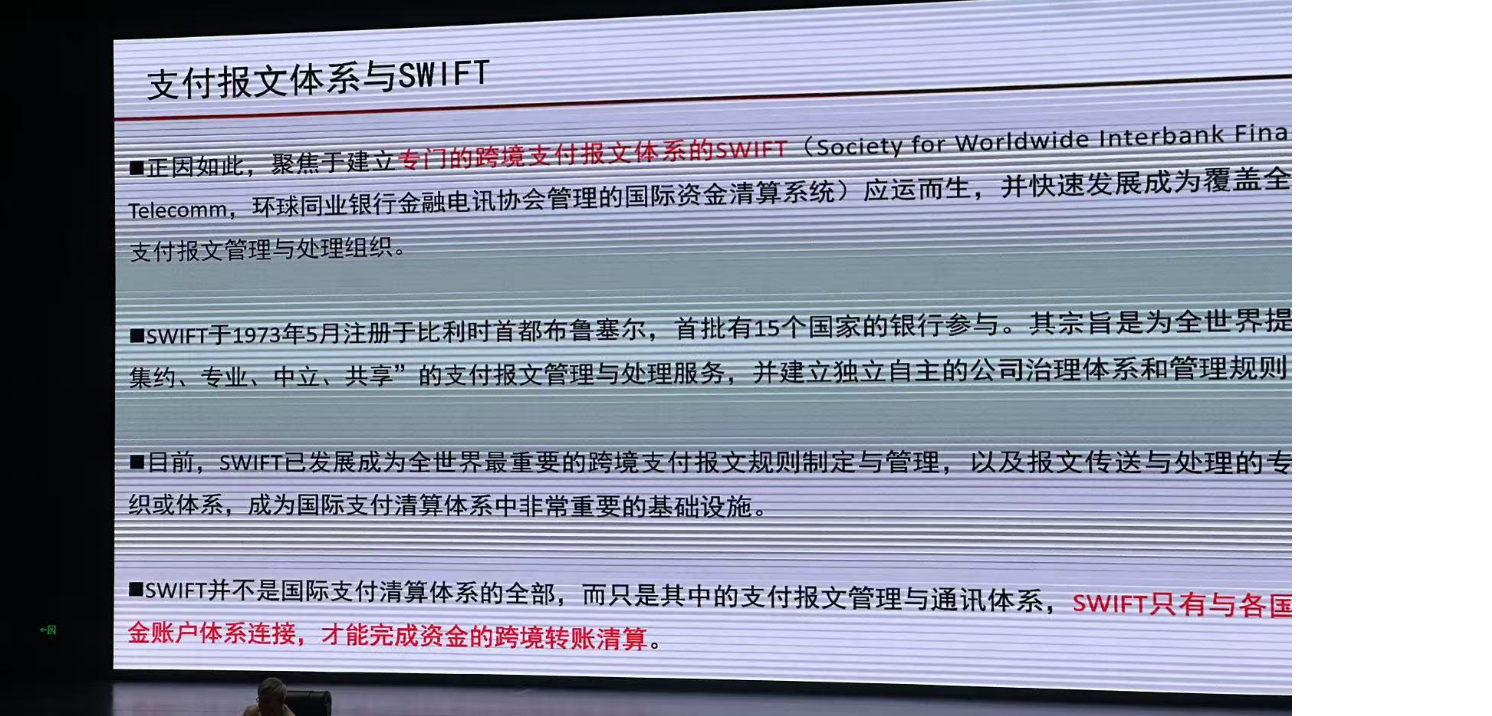 支付报文体系与SWIFT
■正因如此，聚焦于建立专门的跨境支付报文体系的SWIFT（Society for Worldwide Interbank Fina
Telecomm，环球同业银行金融电讯协会管理的国际资金清算系统）应运而生，并快速发展成为覆盖全
支付报文管理与处理组织。
■SWIFT于1973年5月注册于比利时首都布鲁塞尔，首批有15个国家的银行参与。其宗旨是为全世界提
集约、专业、中立、共享”的支付报文管理与处理服务，并建立独立自主的公司治理体系和管理规则
■目前，SWIFT已发展成为全世界最重要的跨境支付报文规则制定与管理，以及报文传送与处理的专
织或体系，成为国际支付清算体系中非常重要的基础设施。
■SWIFT并不是国际支付清算体系的全部，而只是其中的支付报文管理与通讯体系，SWIFT只有与各国
金账户体系连接，才能完成资金的跨境转账清算。